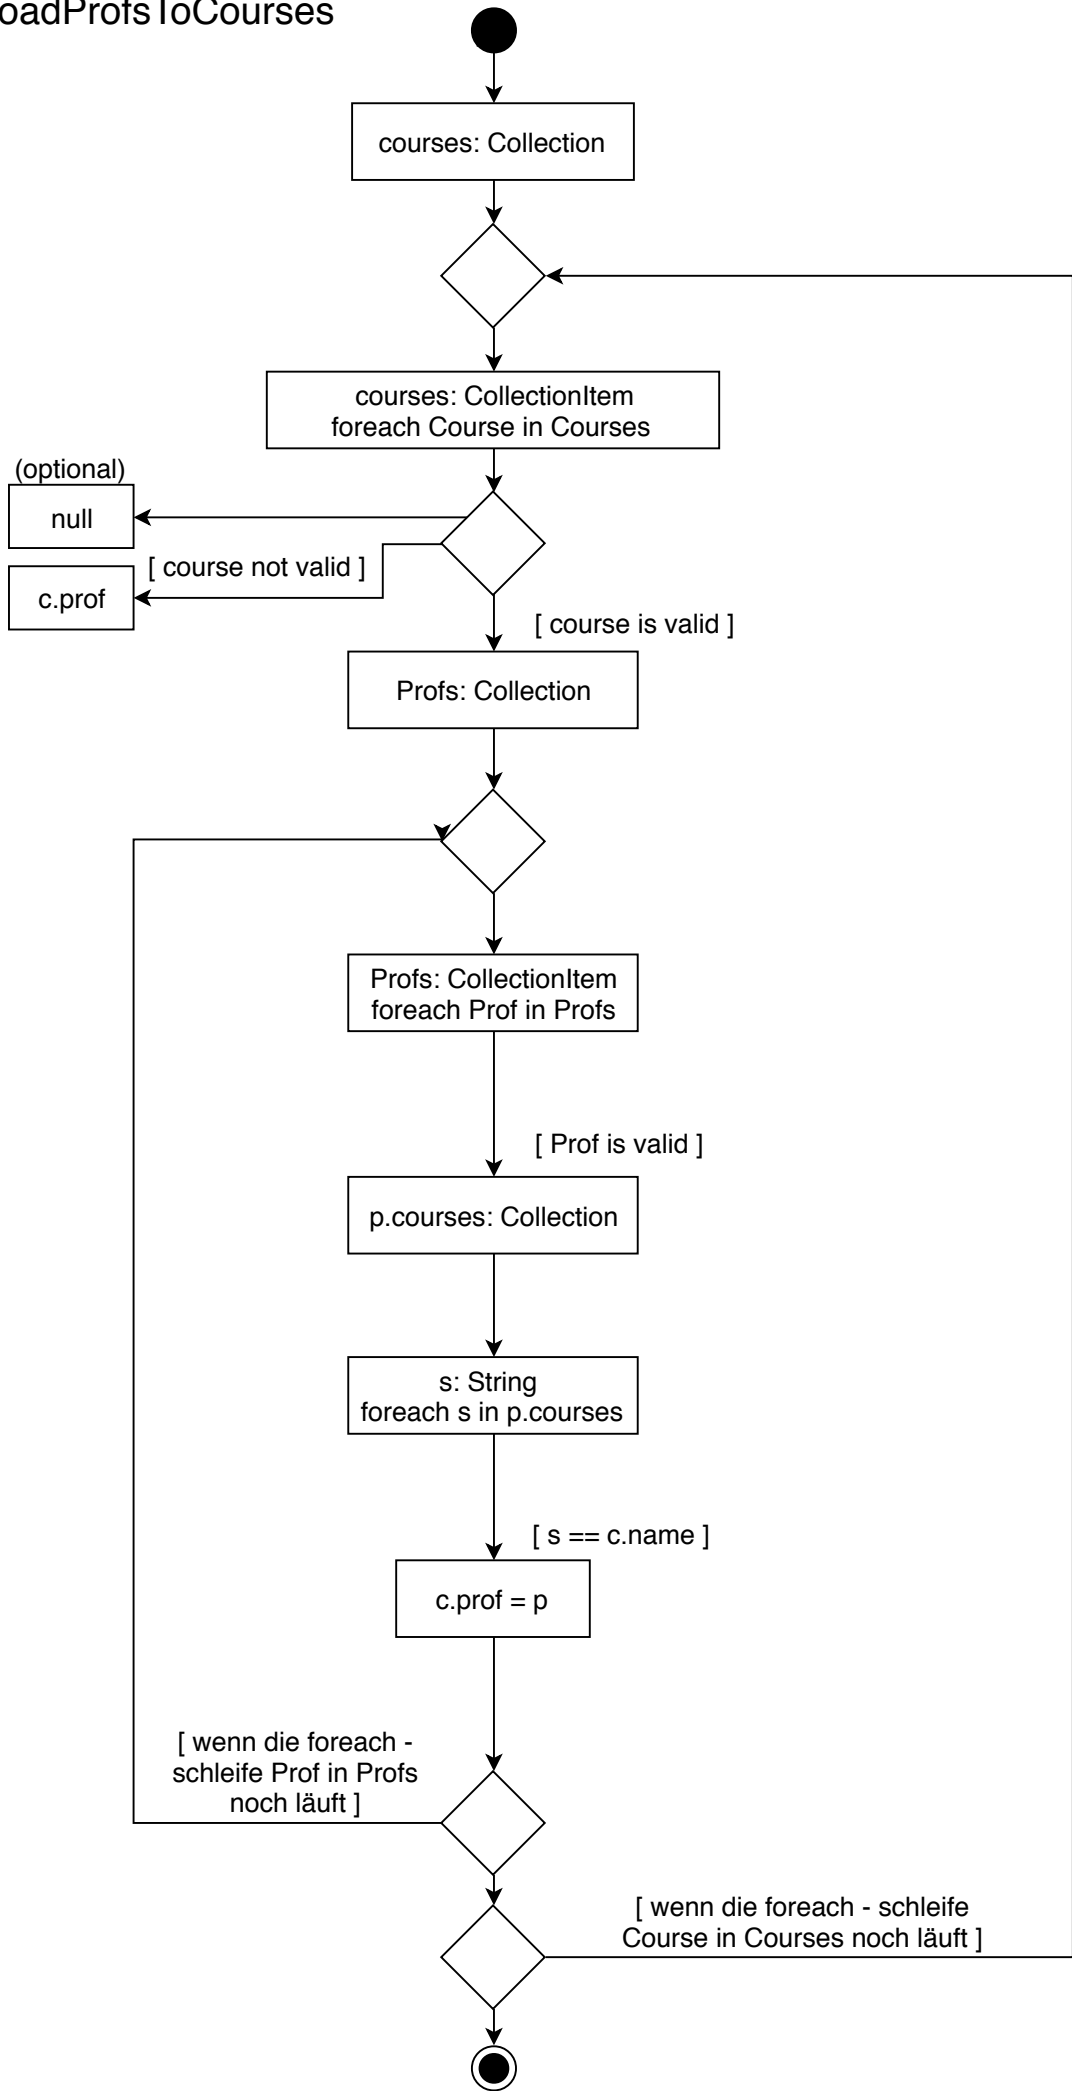 oadProfsToCourses
courses: Collection
courses: CollectionItem
foreach Course in Courses
(optional)
null
[ course not valid ]
c.prof
[ course is valid ]
Profs: Collection
Profs: CollectionItem
foreach Prof in Profs
[ Prof is valid ]
p.courses: Collection
s: String
foreach s in p.courses
[ s == c.name ]
c.prof = p
[ wenn die foreach -
schleife Prof in Profs
noch läuft ]
[ wenn die foreach - schleife
Course in Courses noch läuft ]